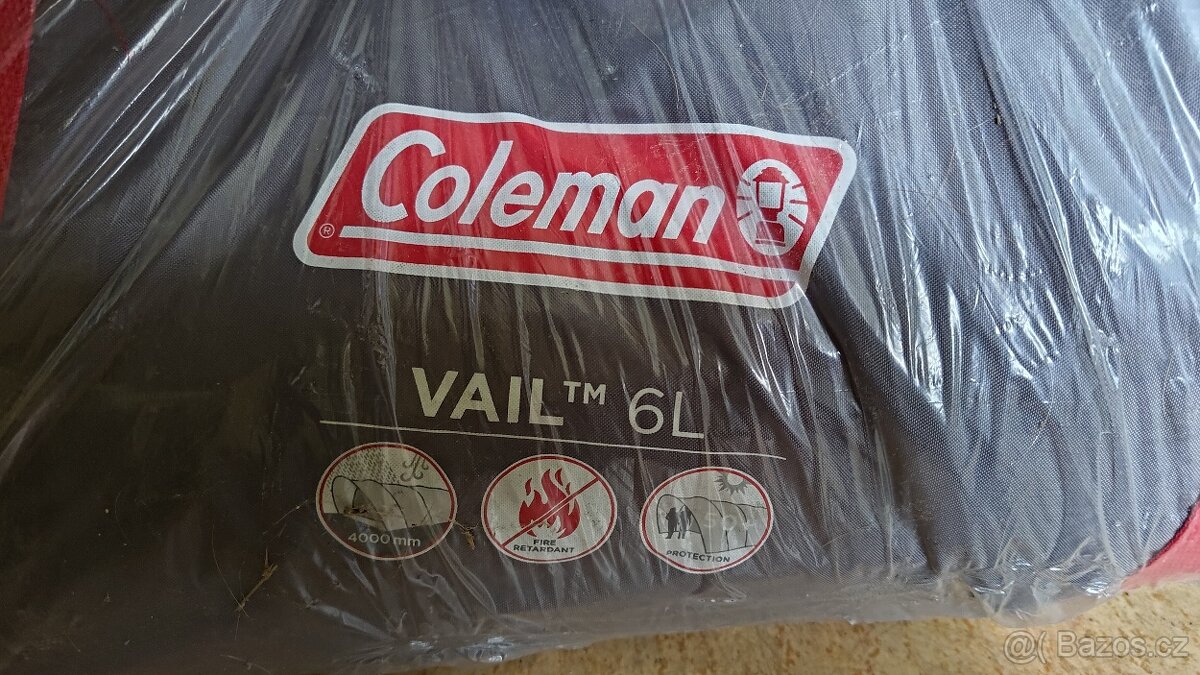 Coleman
®
VAIL™ 6L
4000 mm
FIRE
RETARDANT
PROTECTION
@( Bazos.cz